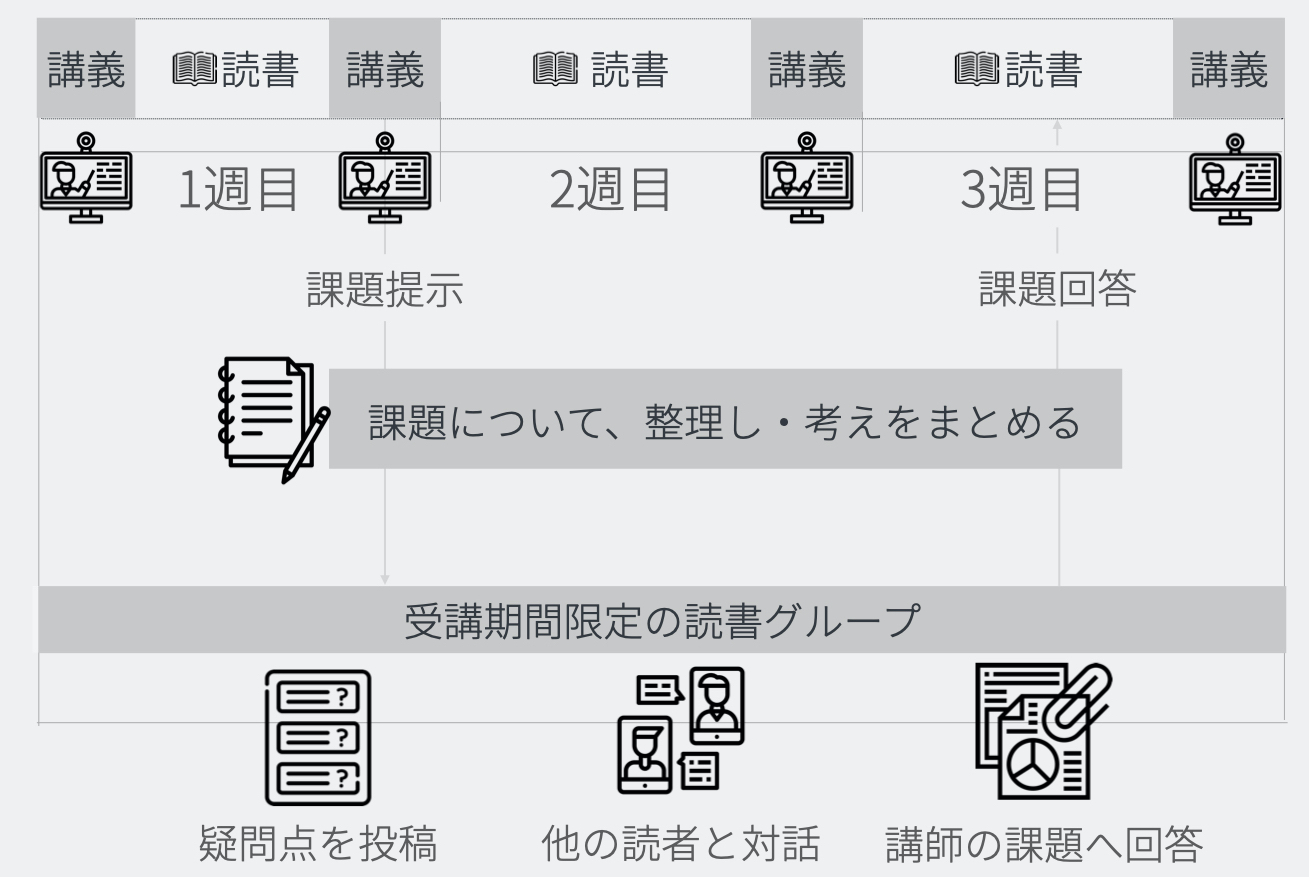 講義 読書 講義 読書 講義 読書 講義
1週目 2週目 3週目
課題提示 課題回答
課題について、整理し・考えをまとめる
受講期間限定の読書グループ
? 
?
?
疑問点を投稿 他の読者と対話 講師の課題へ回答